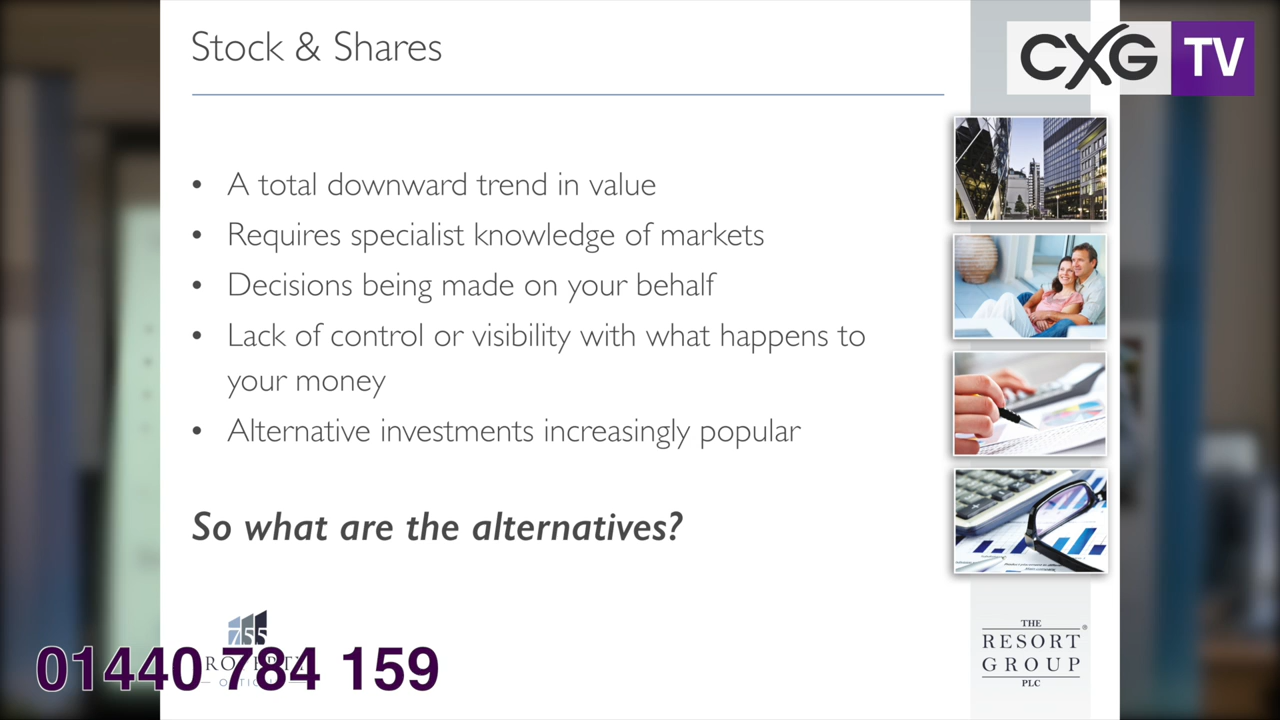 Stock & Shares
CXG TV
• A total downward trend in value
• Requires specialist knowledge of markets
• Decisions being made on your behalf
• Lack of control or visibility with what happens to
your money
• Alternative investments increasingly popular
So what are the alternatives?
755
01440 784 159
THE
RESORT
GROUP
PLC
®